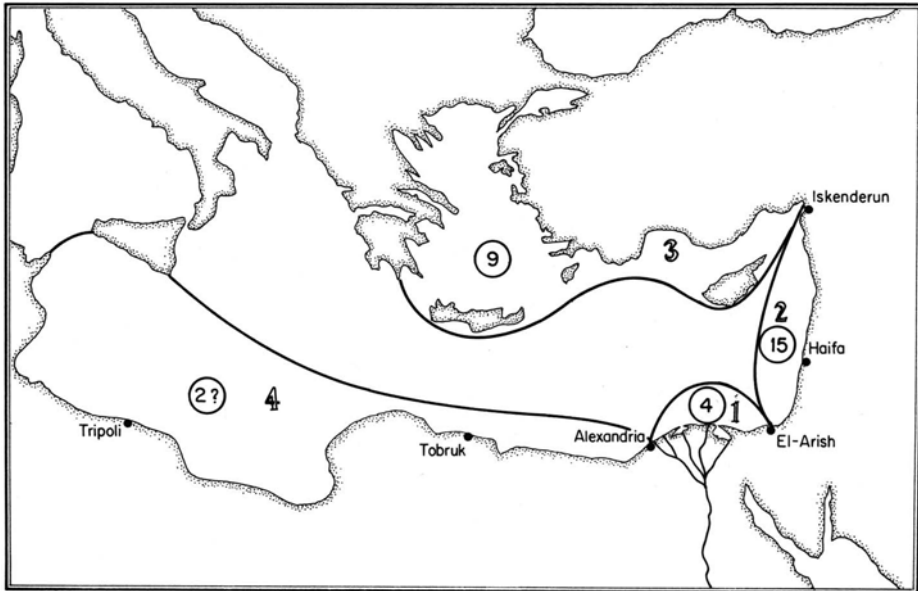 Iskenderun
3
9
2
15
Haifa
2?
4
4
1
Tripoli
Tobruk
Alexandria
El-Arish